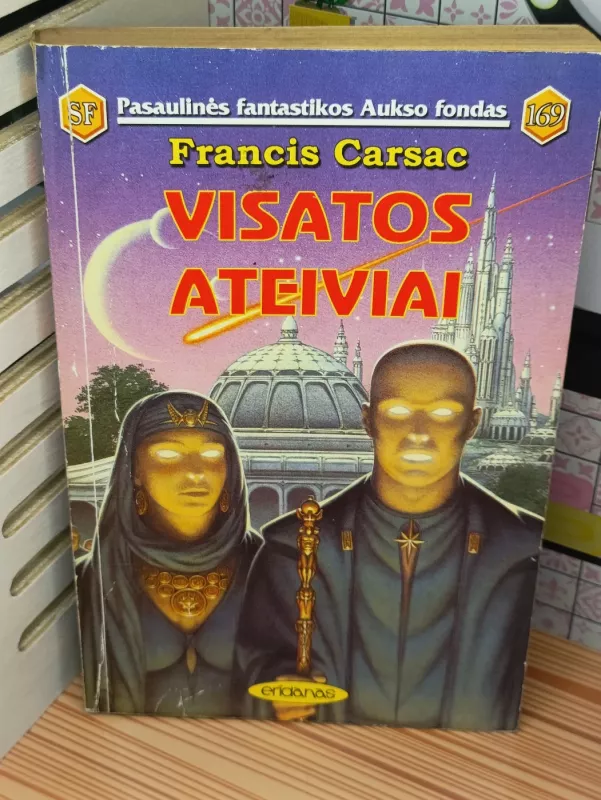 SF Pasaulinės fantastikos Aukso fondas 169
Francis Carsac
VISATOS
ATEIVIAI
eridanas